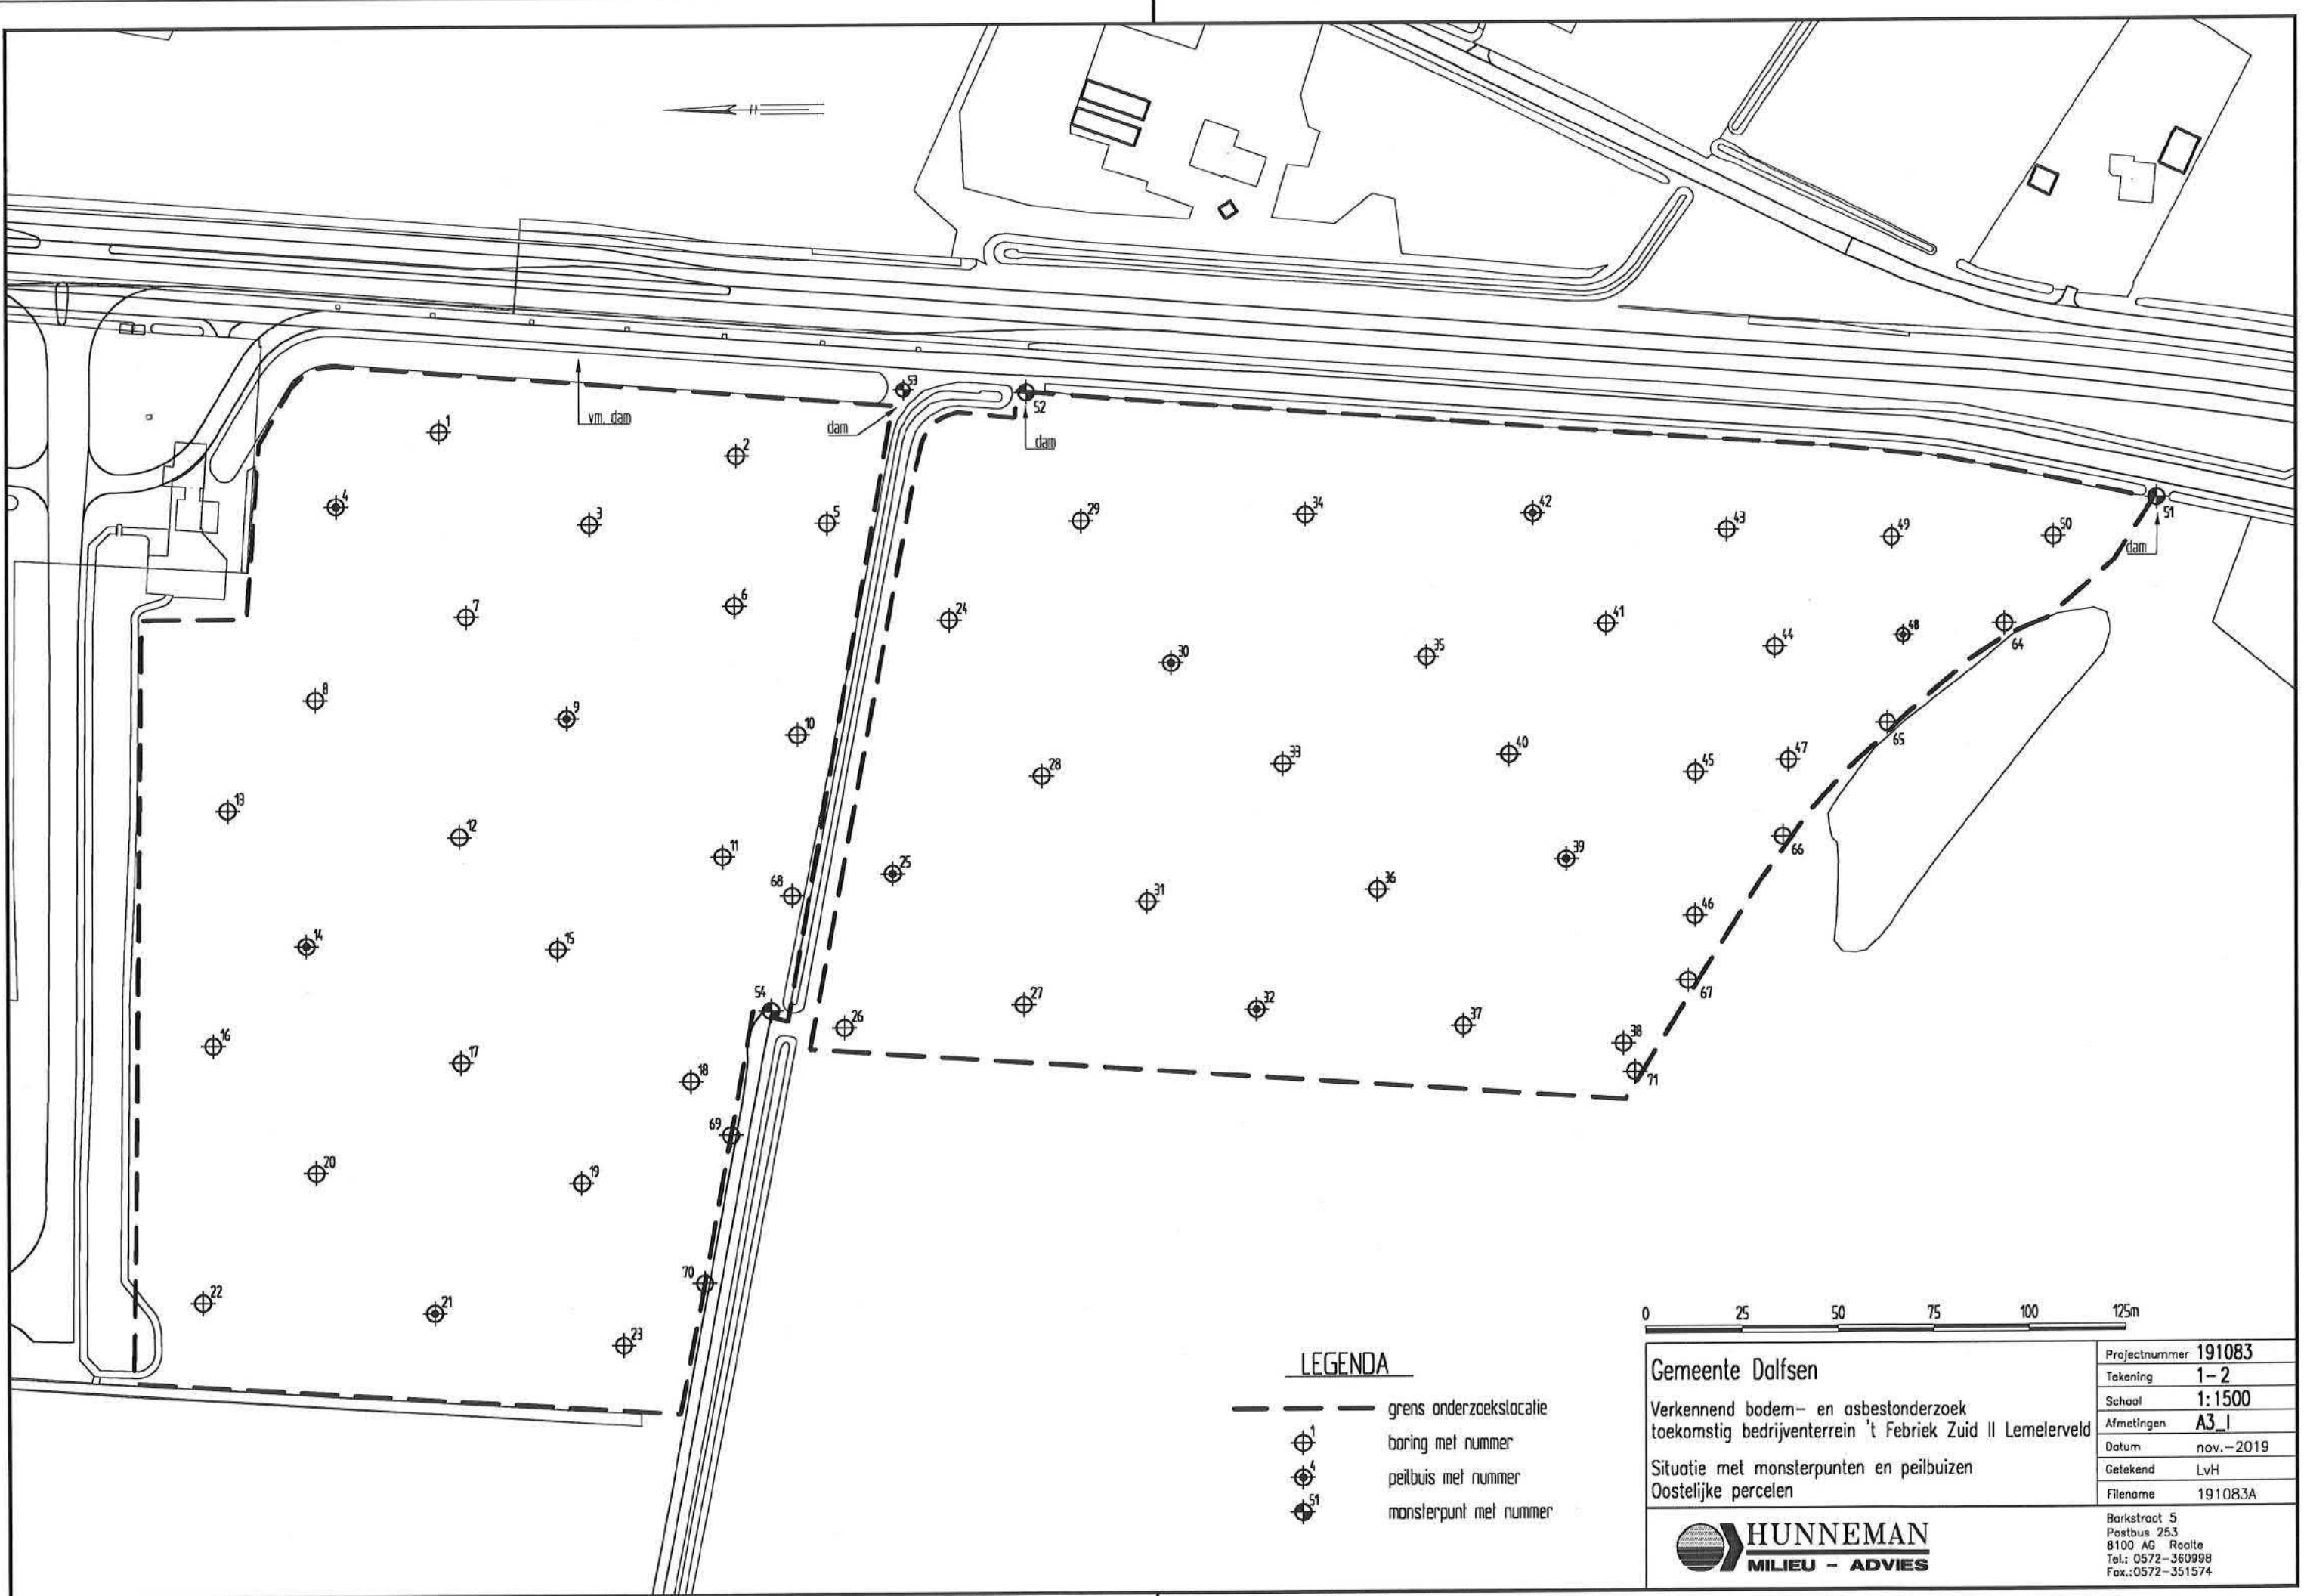 53
52
1
vm. dam
dam
dam
2
4
3
5
29
34
42
43
49
50
51
dam
7
6
24
41
44
48
64
30
35
8
9
10
65
28
33
40
45
47
13
12
11
66
68
25
39
36
31
46
14
15
67
54
27
32
37
26
38
16
17
18
71
69
20
19
70
22
21
23
0 25 50 75 100 125m
LEGENDA
grens onderzoekslocatie
1 boring met nummer
4 peilbuis met nummer
51 monsterpunt met nummer
Gemeente Dalfsen
Verkennend bodem- en asbestonderzoek
toekomstig bedrijventerrein 't Febriek Zuid II Lemelerveld
Situatie met monsterpunten en peilbuizen
Oostelijke percelen
Projectnummer 191083
Tekening 1-2
Schaal 1:1500
Afmetingen A3_l
Datum nov.-2019
Getekend LvH
Filename 191083A
HUNNEMAN
MILIEU - ADVIES
Barkstraat 5
Postbus 253
8100 AG Raalte
Tel.: 0572-360998
Fax.:0572-351574